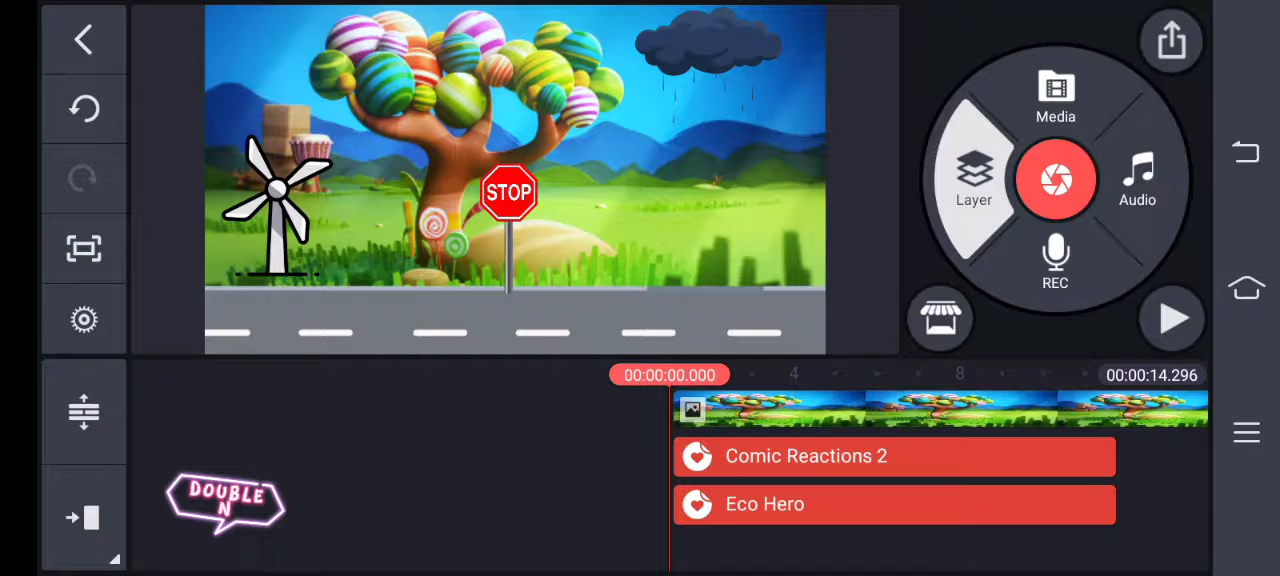 STOP
Media
Layer
Audio
REC
00:00:00.000
4
8
00:00:14.296
Comic Reactions 2
Eco Hero
DOUBLE
N